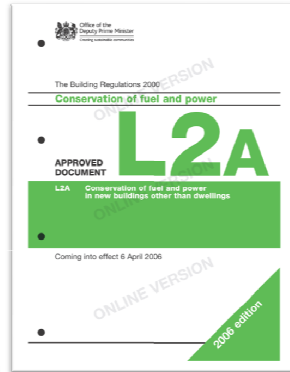 Office of the
Deputy Prime Minister
Creating sustainable communities
The Building Regulations 2000
Conservation of fuel and power
ONLINE VERSION
L2A
APPROVED
DOCUMENT
ONLINE VERSION
L2A Conservation of fuel and power
in new buildings other than dwellings
Coming into effect 6 April 2006
ONLINE VERSION
2006 edition